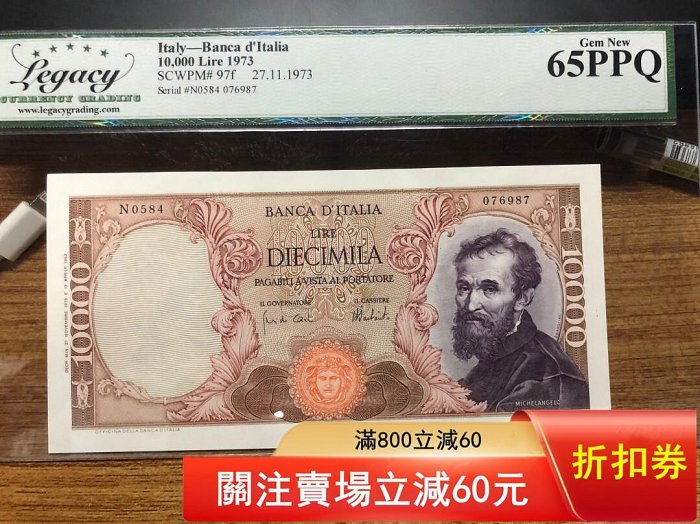 Legacy
CURRENCY GRADING
www.legacygrading.com
Italy—Banca d'Italia
10,000 Lire 1973
SCWPM# 97f 27.11.1973
Serial #N0584 076987
Gem New
65PPQ
N 0584
076987
BANCA D'ITALIA
LIRE
DIECIMILA
PAGABILI A VISTA AL PORTATORE
IL GOVERNATORE
IL CASSIERE
10000
10000
MICHELANGELO
OFFICINA DELLA BANCA D'ITALIA
滿800立減60
關注賣場立減60元
折扣券